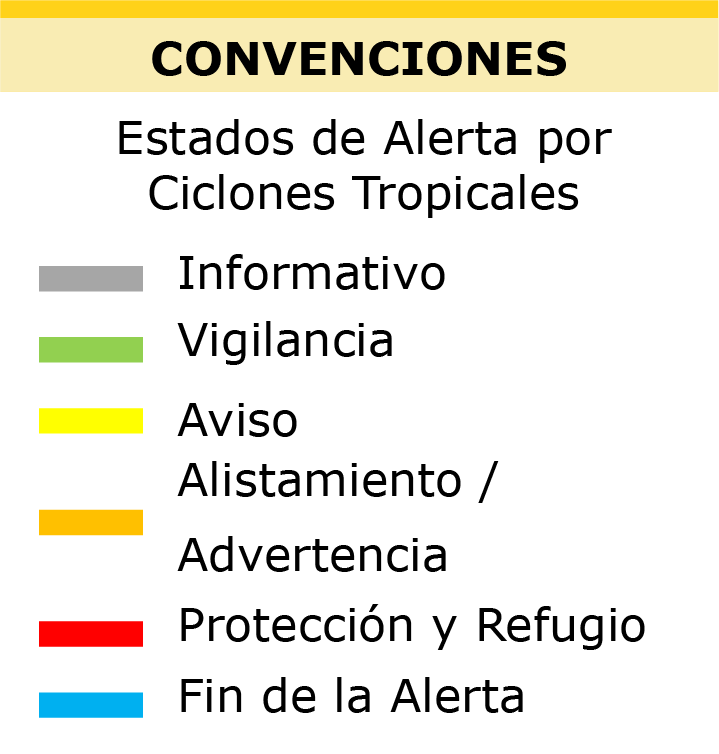 CONVENCIONES
Estados de Alerta por
Ciclones Tropicales
Informativo
Vigilancia
Aviso
Alistamiento /
Advertencia
Protección y Refugio
Fin de la Alerta